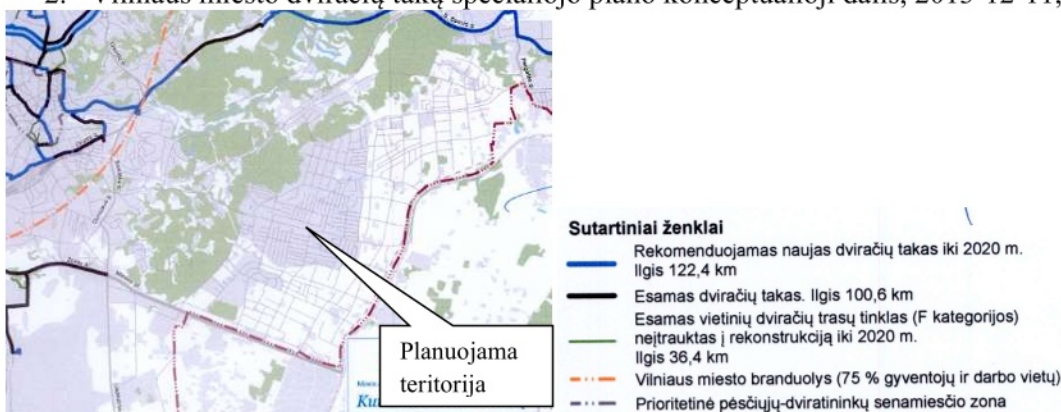 2. Vilniaus miesto dviračių takų specialiojo plano konceptualioji dalis, 2013-12-11,
Planuojama
teritorija
Sutartiniai ženklai
Rekomenduojamas naujas dviračių takas iki 2020 m.
Ilgis 122,4 km
Esamas dviračių takas. Ilgis 100,6 km
Esamas vietinių dviračių trasų tinklas (F kategorijos)
neįtrauktas į rekonstrukciją iki 2020 m.
Ilgis 36,4 km
Vilniaus miesto branduolys (75 % gyventojų ir darbo vietų)
Prioritetinė pėsčiųjų-dviratininkų senamiesčio zona